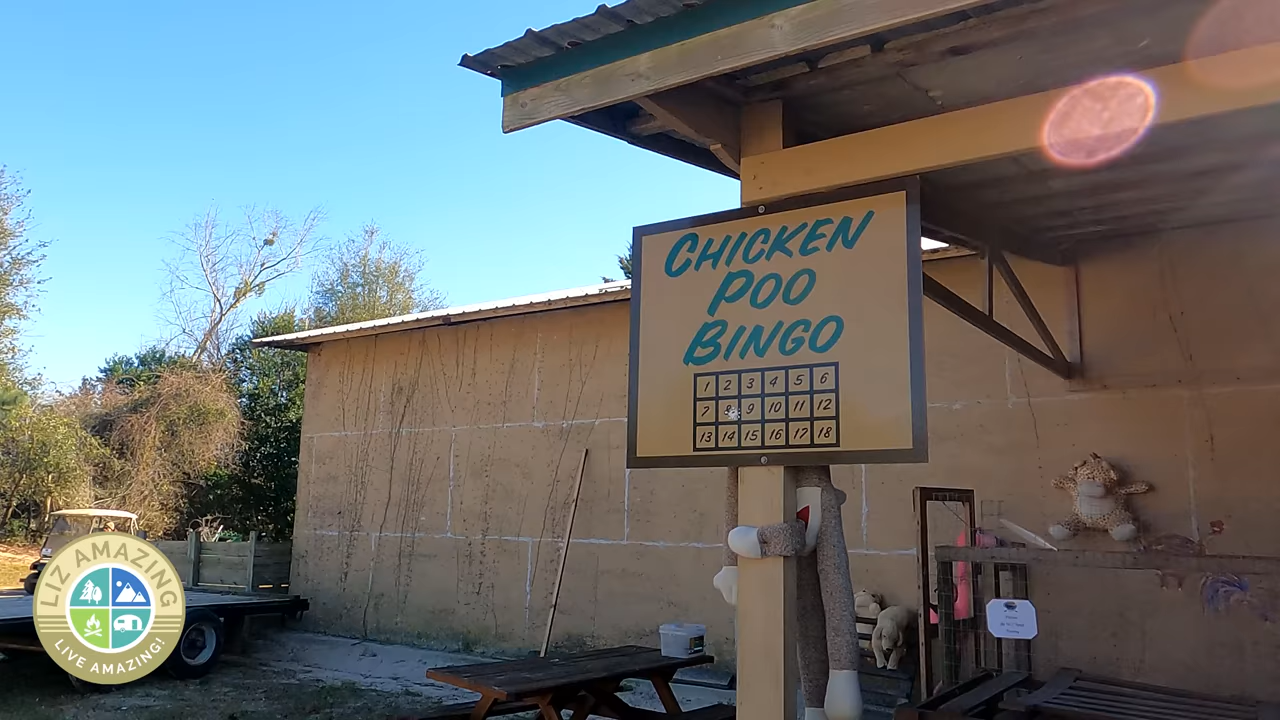 CHICKEN
POO
BINGO
1 2 3 4 5 6
7 8 9 10 11 12
13 14 15 16 17 18
LIZ AMAZING
LIVE AMAZING!